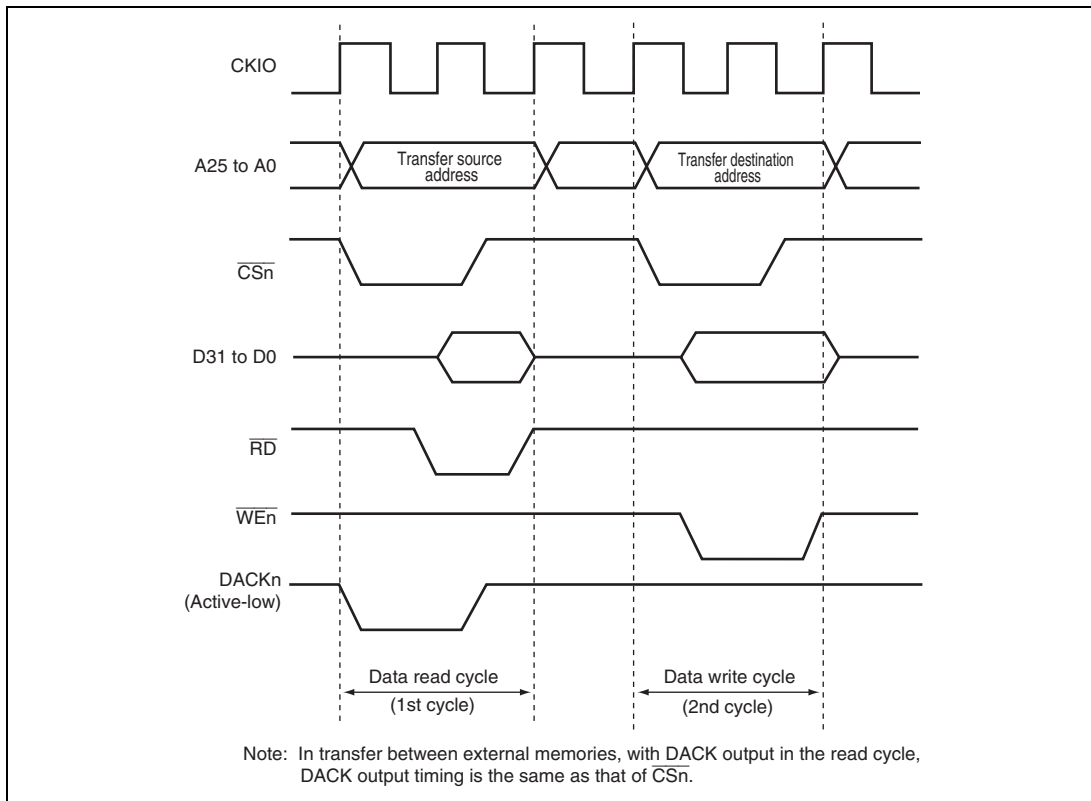 CKIO
A25 to A0
Transfer source
address
Transfer destination
address
CSn
D31 to D0
RD
WEn
DACKn
(Active-low)
Data read cycle
(1st cycle)
Data write cycle
(2nd cycle)
Note: In transfer between external memories, with DACK output in the read cycle,
DACK output timing is the same as that of CSn.